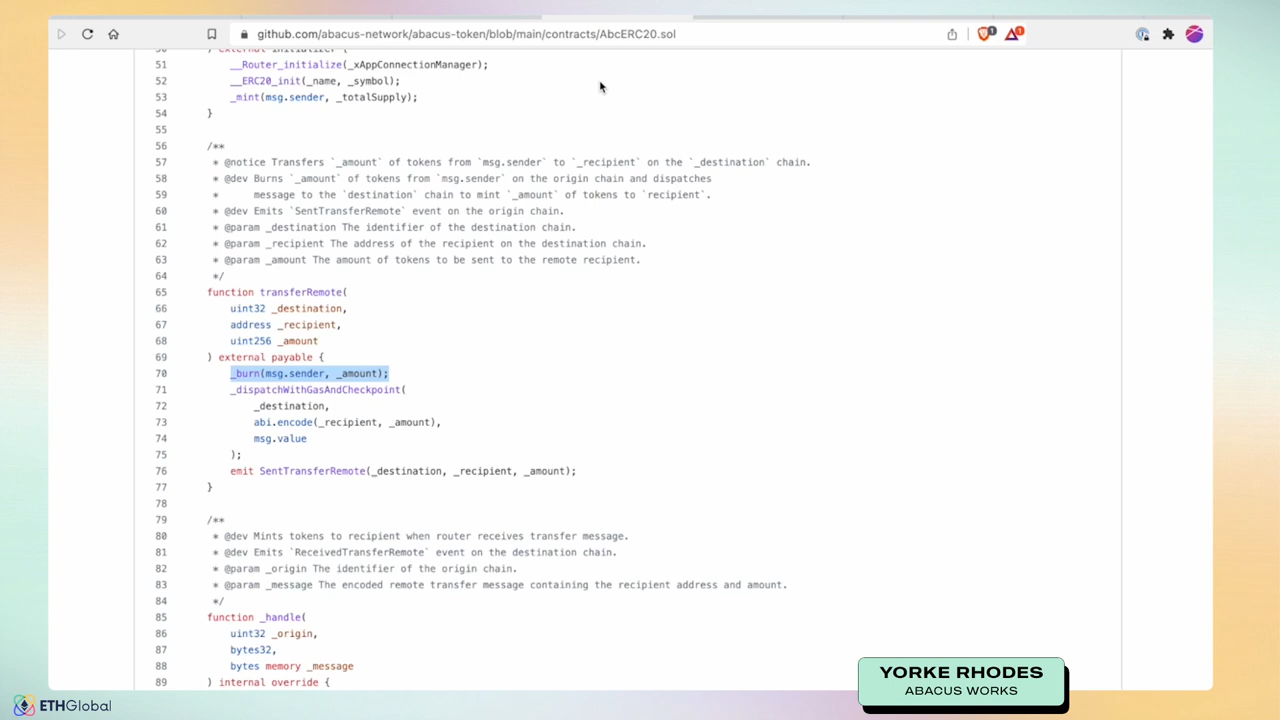 github.com/abacus-network/abacus-token/blob/main/contracts/AbcERC20.sol
1
1
50 ) external initializer {
51 __Router_initialize(_xAppConnectionManager);
52 __ERC20_init(_name, _symbol);
53 _mint(msg.sender, _totalSupply);
54 }
55
56 /**
57 * @notice Transfers `_amount` of tokens from `msg.sender` to `_recipient` on the `_destination` chain.
58 * @dev Burns `_amount` of tokens from `msg.sender` on the origin chain and dispatches
59 * message to the `destination` chain to mint `_amount` of tokens to `recipient`.
60 * @dev Emits `SentTransferRemote` event on the origin chain.
61 * @param _destination The identifier of the destination chain.
62 * @param _recipient The address of the recipient on the destination chain.
63 * @param _amount The amount of tokens to be sent to the remote recipient.
64 */
65 function transferRemote(
66 uint32 _destination,
67 address _recipient,
68 uint256 _amount
69 ) external payable {
70 _burn(msg.sender, _amount);
71 _dispatchWithGasAndCheckpoint(
72 _destination,
73 abi.encode(_recipient, _amount),
74 msg.value
75 );
76 emit SentTransferRemote(_destination, _recipient, _amount);
77 }
78
79 /**
80 * @dev Mints tokens to recipient when router receives transfer message.
81 * @dev Emits `ReceivedTransferRemote` event on the destination chain.
82 * @param _origin The identifier of the origin chain.
83 * @param _message The encoded remote transfer message containing the recipient address and amount.
84 */
85 function _handle(
86 uint32 _origin,
87 bytes32,
88 bytes memory _message
89 ) internal override {
YORKE RHODES
ABACUS WORKS
ETHGlobal